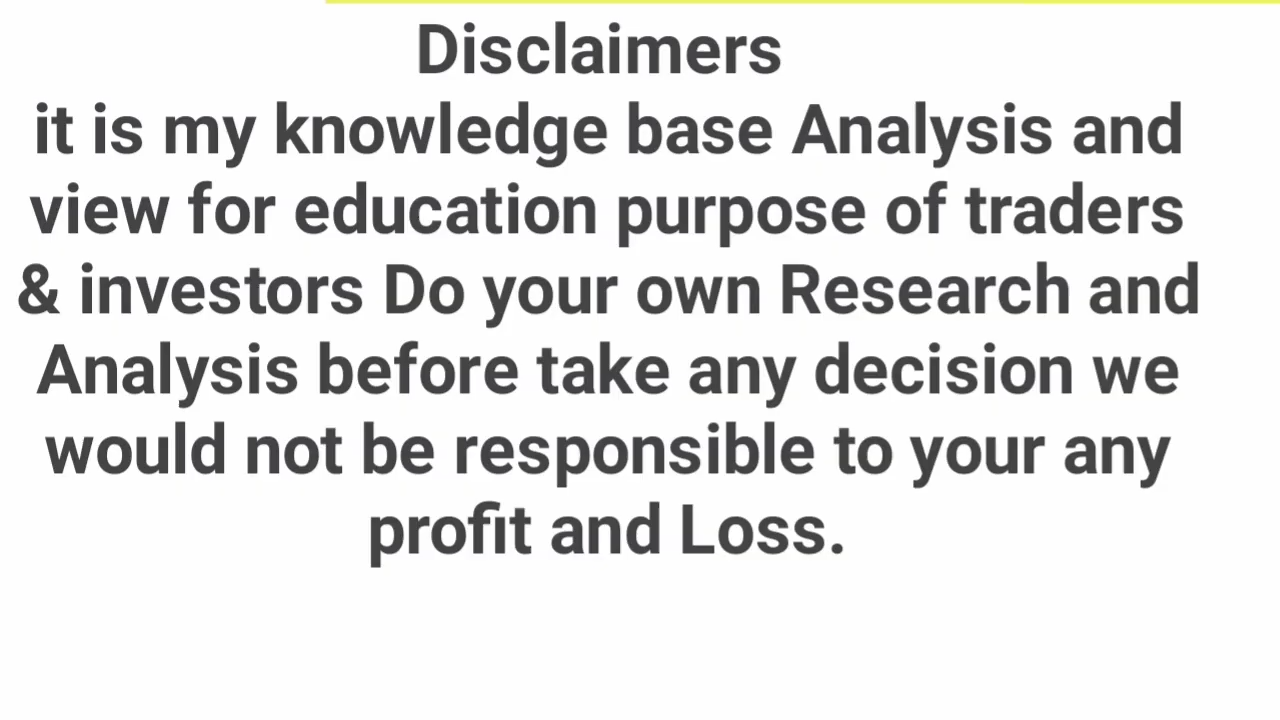 Disclaimers
it is my knowledge base Analysis and
view for education purpose of traders
& investors Do your own Research and
Analysis before take any decision we
would not be responsible to your any
profit and Loss.